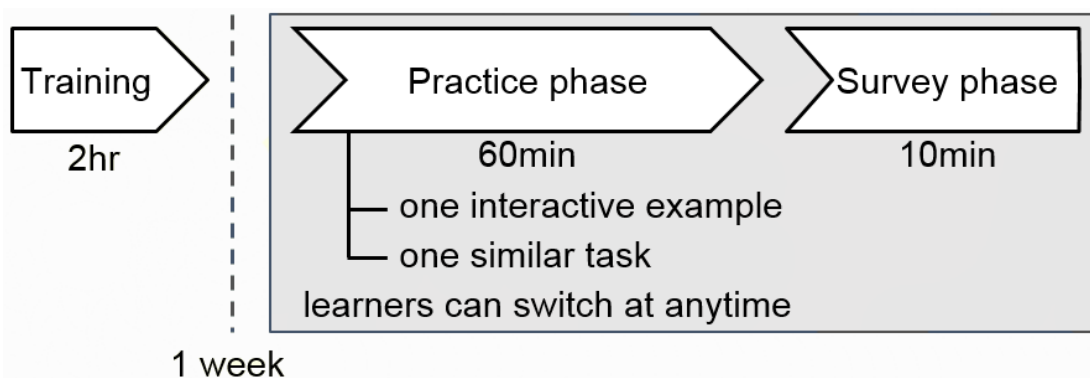 Training
2hr
1 week
Practice phase
60min
one interactive example
one similar task
learners can switch at anytime
Survey phase
10min